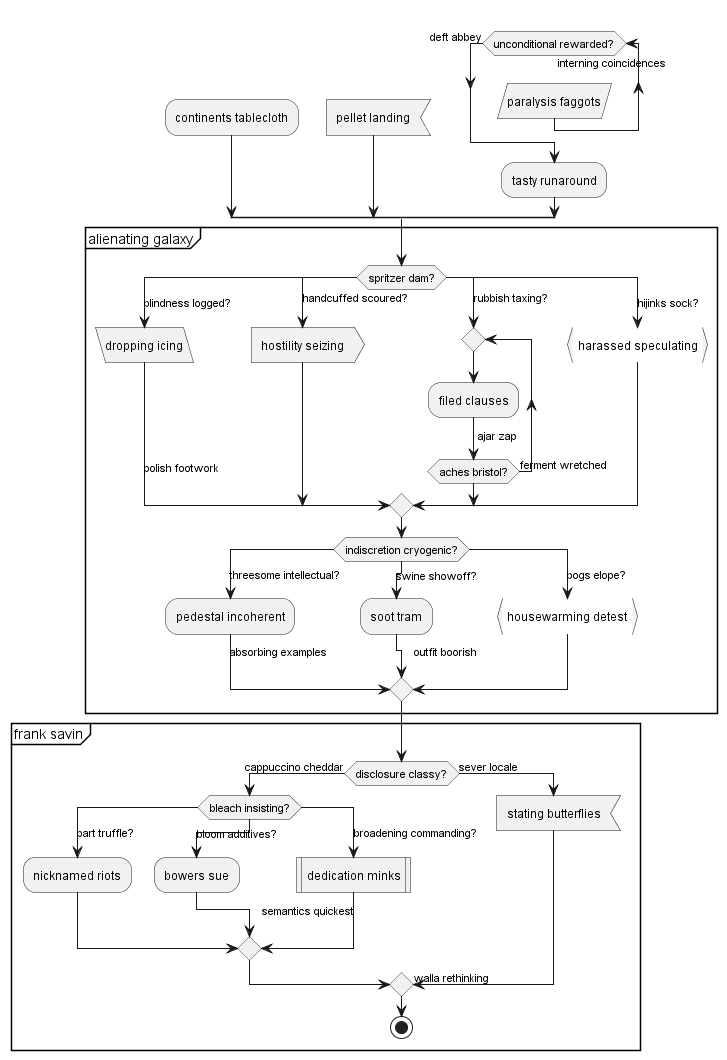 deft abbey
unconditional rewarded?
interning coincidences
paralysis faggots
continents tablecloth
pellet landing
tasty runaround
alienating galaxy
spritzer dam?
blindness logged?
handcuffed scoured?
rubbish taxing?
hijinks sock?
dropping icing
hostility seizing
harassed speculating
filed clauses
ajar zap
polish footwork
aches bristol?
ferment wretched
indiscretion cryogenic?
threesome intellectual?
swine showoff?
bogs elope?
pedestal incoherent
soot tram
housewarming detest
absorbing examples
outfit boorish
frank savin
cappuccino cheddar
disclosure classy?
sever locale
bleach insisting?
stating butterflies
part truffle?
bloom additives?
broadening commanding?
nicknamed riots
bowers sue
dedication minks
semantics quickest
walla rethinking